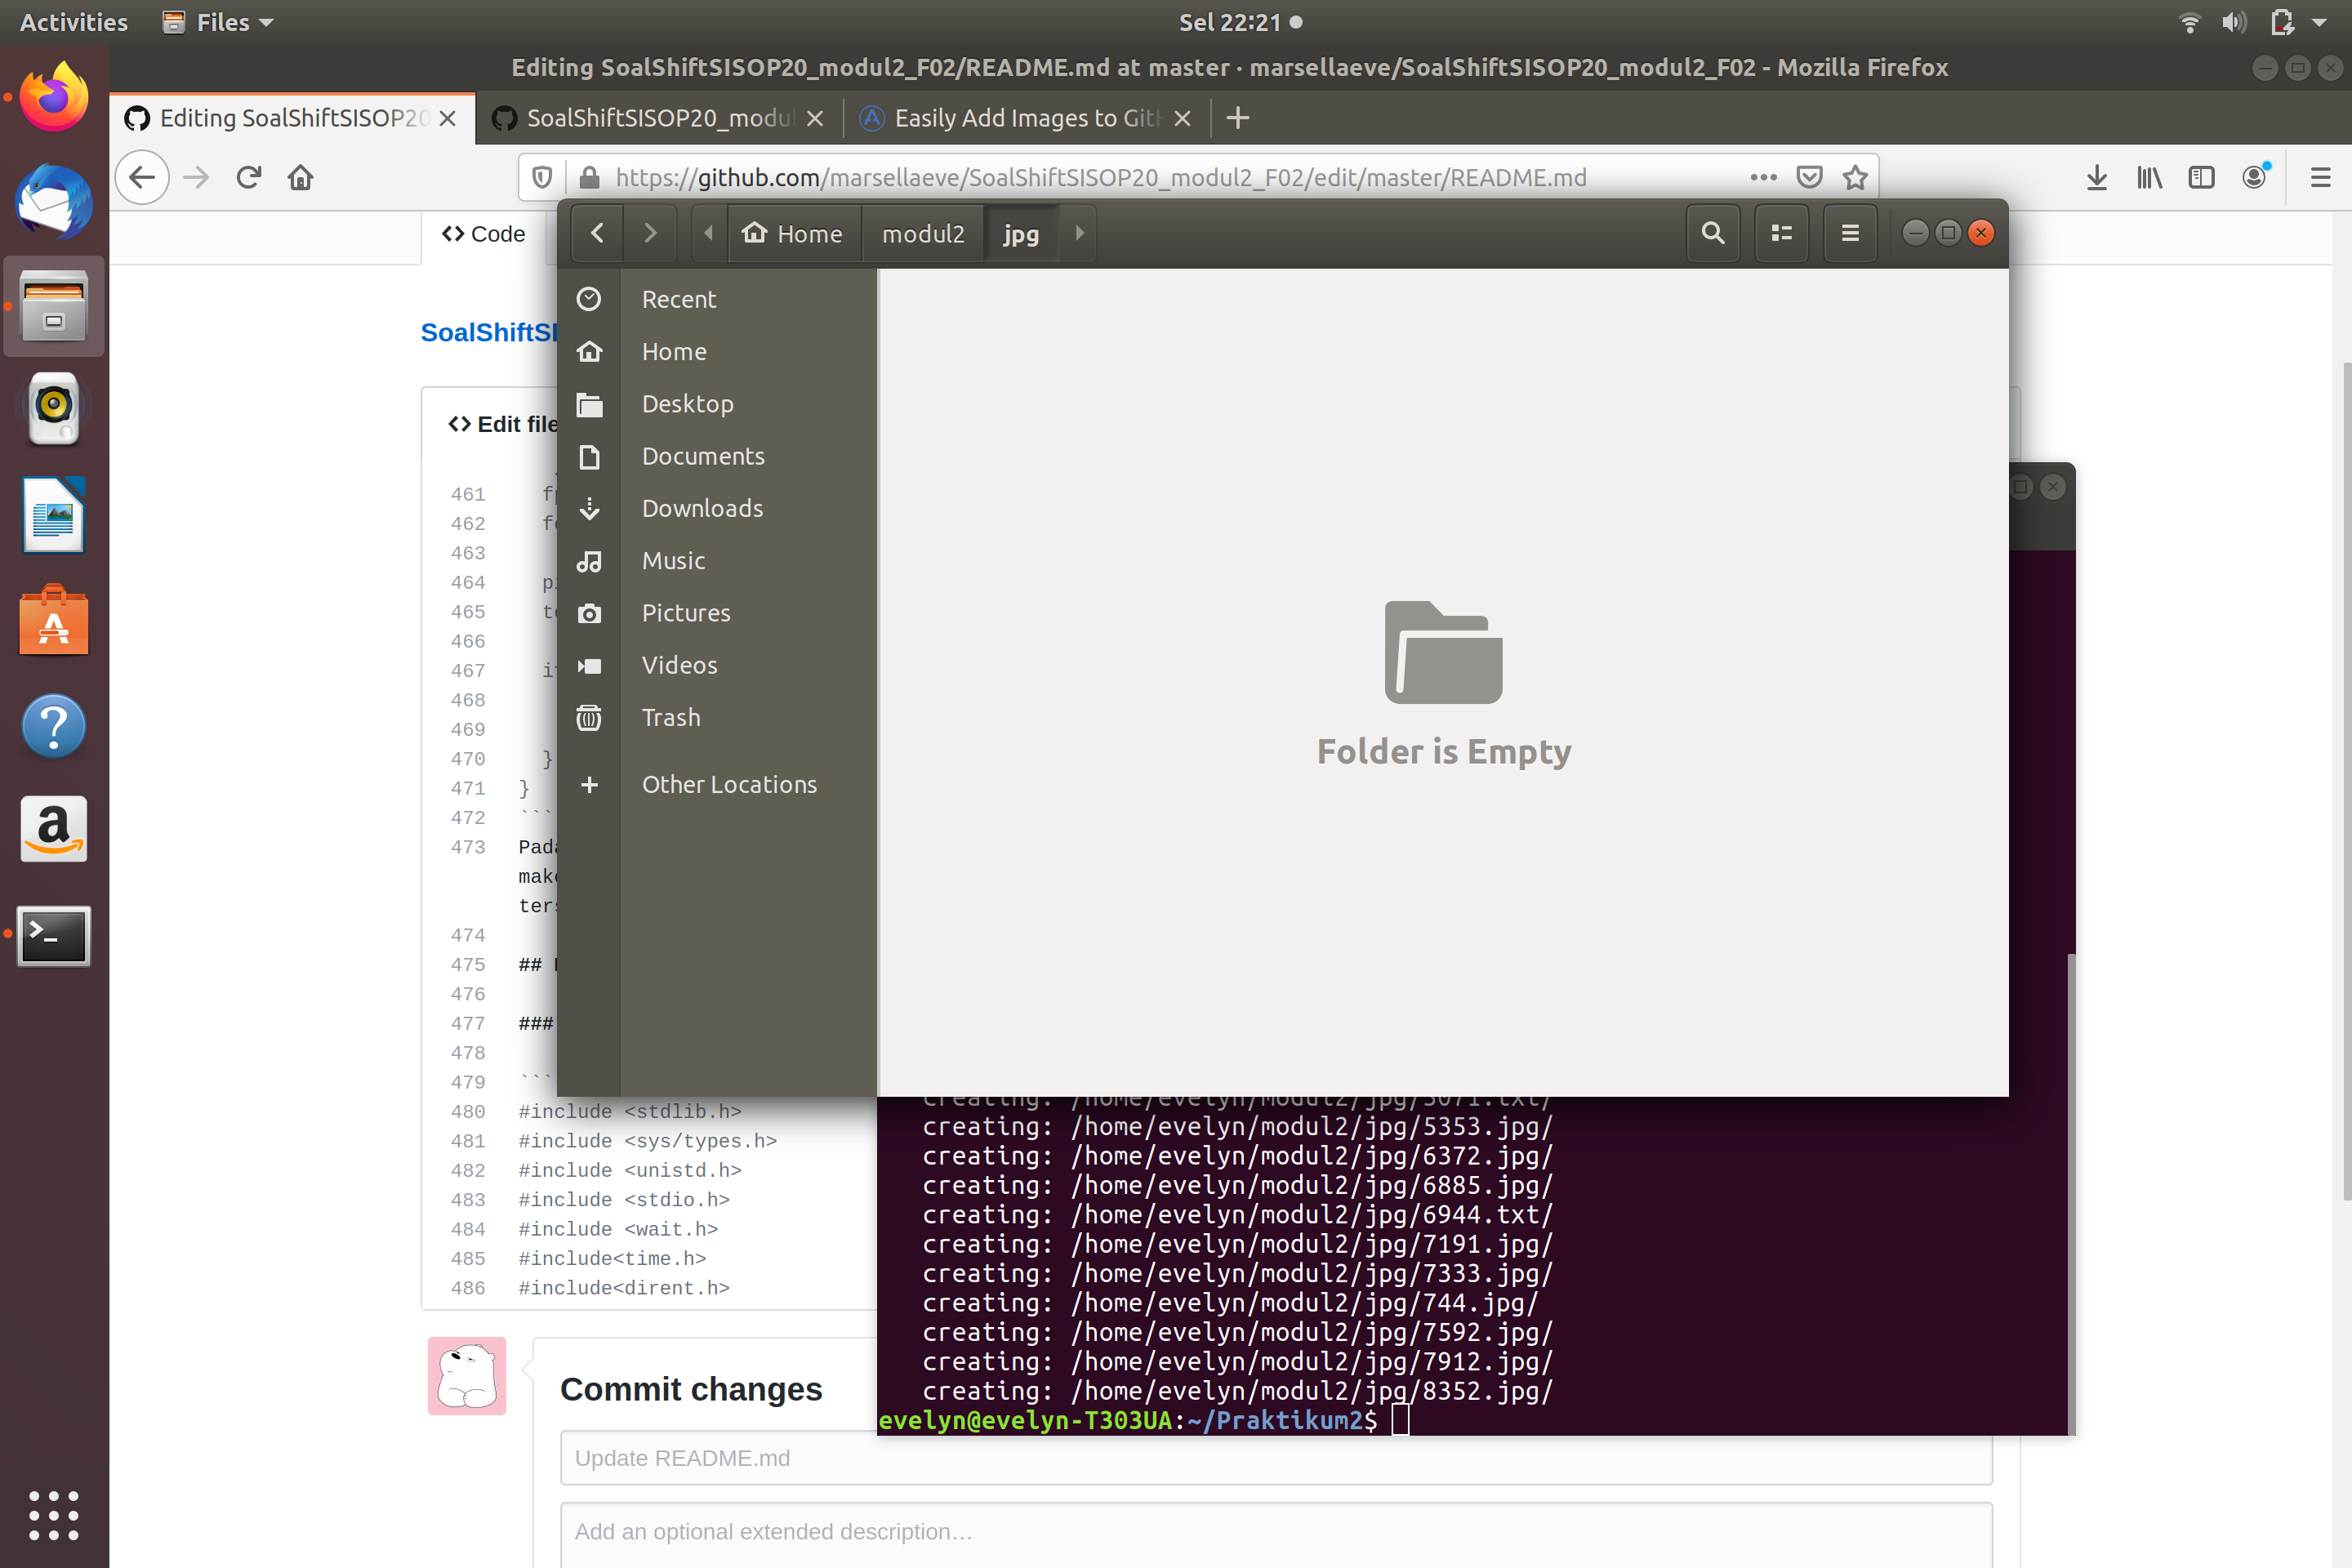 Activities
Files
Sel 22:21
Editing SoalShiftSISOP20_modul2_F02/README.md at master · marsellaeve/SoalShiftSISOP20_modul2_F02 - Mozilla Firefox
Editing SoalShiftSISOP20
SoalShiftSISOP20_modul
Easily Add Images to Git
https://github.com/marsellaeve/SoalShiftSISOP20_modul2_F02/edit/master/README.md
<> Code
Home
modul2
jpg
Recent
Home
Desktop
Documents
Downloads
Music
Pictures
Videos
Trash
Other Locations
Folder is Empty
SoalShiftSI
<> Edit file
461
462
463
464
465
466
467
468
469
470 }
471 }
472 ```
473 Pada
474
475 ##
476
477 ###
478
479 ```
480 #include <stdlib.h>
481 #include <sys/types.h>
482 #include <unistd.h>
483 #include <stdio.h>
484 #include <wait.h>
485 #include<time.h>
486 #include<dirent.h>
creating: /home/evelyn/modul2/jpg/5071.txt/
creating: /home/evelyn/modul2/jpg/5353.jpg/
creating: /home/evelyn/modul2/jpg/6372.jpg/
creating: /home/evelyn/modul2/jpg/6885.jpg/
creating: /home/evelyn/modul2/jpg/6944.txt/
creating: /home/evelyn/modul2/jpg/7191.jpg/
creating: /home/evelyn/modul2/jpg/7333.jpg/
creating: /home/evelyn/modul2/jpg/744.jpg/
creating: /home/evelyn/modul2/jpg/7592.jpg/
creating: /home/evelyn/modul2/jpg/7912.jpg/
creating: /home/evelyn/modul2/jpg/8352.jpg/
evelyn@evelyn-T303UA:~/Praktikum2$
Commit changes
Update README.md
Add an optional extended description…